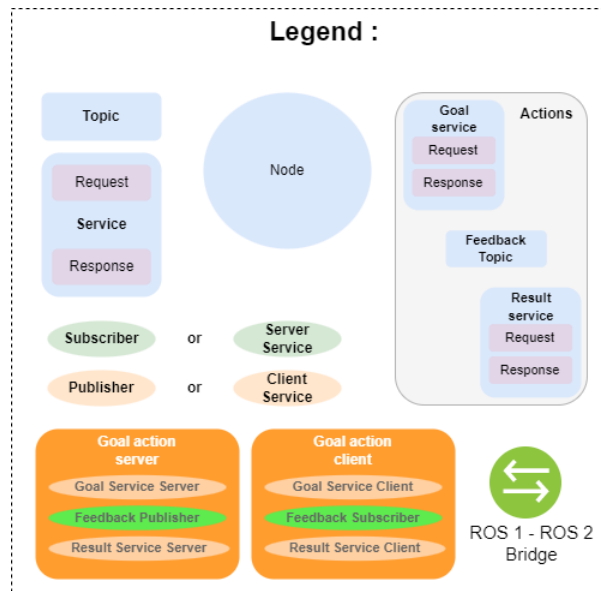 Legend :
Topic
Node
Request
Service
Response
Goal
service
Actions
Request
Response
Feedback
Topic
Result
service
Request
Response
Subscriber
or
Server
Service
Publisher
or
Client
Service
Goal action
server
Goal Service Server
Feedback Publisher
Result Service Server
Goal action
client
Goal Service Client
Feedback Subscriber
Result Service Client
ROS 1 - ROS 2
Bridge